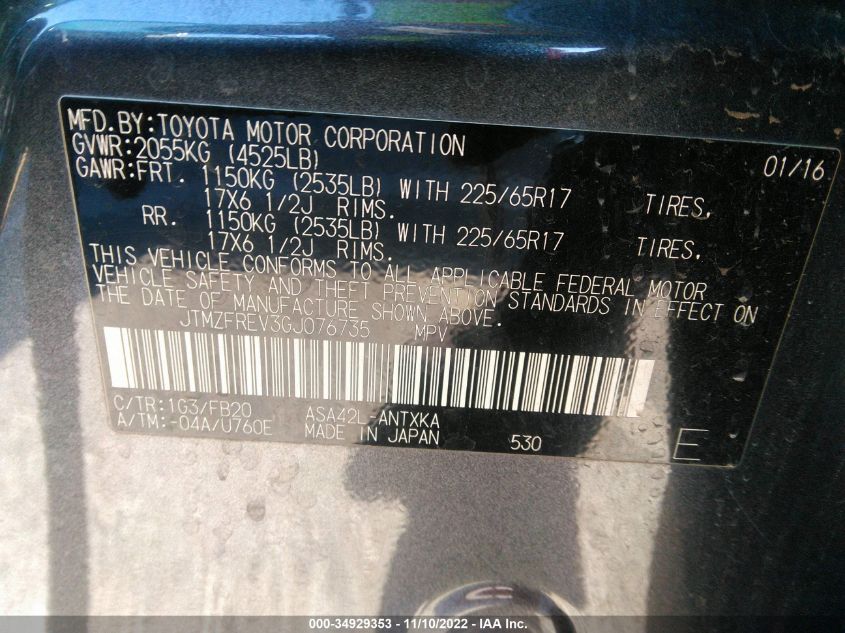 MFD.BY:TOYOTA MOTOR CORPORATION
01/16
GVWR:2055KG (4525LB)
GAWR:FRT. 1150KG (2535LB) WITH 225/65R17 TIRES,
17X6 1/2J RIMS.
RR. 1150KG (2535LB) WITH 225/65R17 TIRES,
17X6 1/2J RIMS.
THIS VEHICLE CONFORMS TO ALL APPLICABLE FEDERAL MOTOR
VEHICLE SAFETY AND THEFT PREVENTION STANDARDS IN EFFECT ON
THE DATE OF MANUFACTURE SHOWN ABOVE.
JTMZFREV3GJ076735 MPV
C/TR:1G3/FB20 ASA42L-ANTXKA
A/TM:-04A/U760E MADE IN JAPAN 530 E
000-34929353 — 11/10/2022 — IAA Inc.